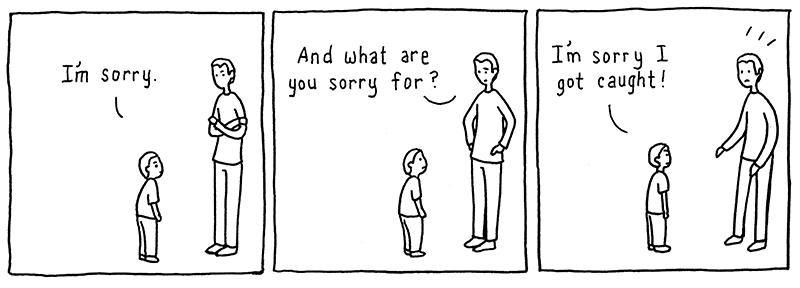 I'm sorry.
And what are
you sorry for?
I'm sorry I
got caught!